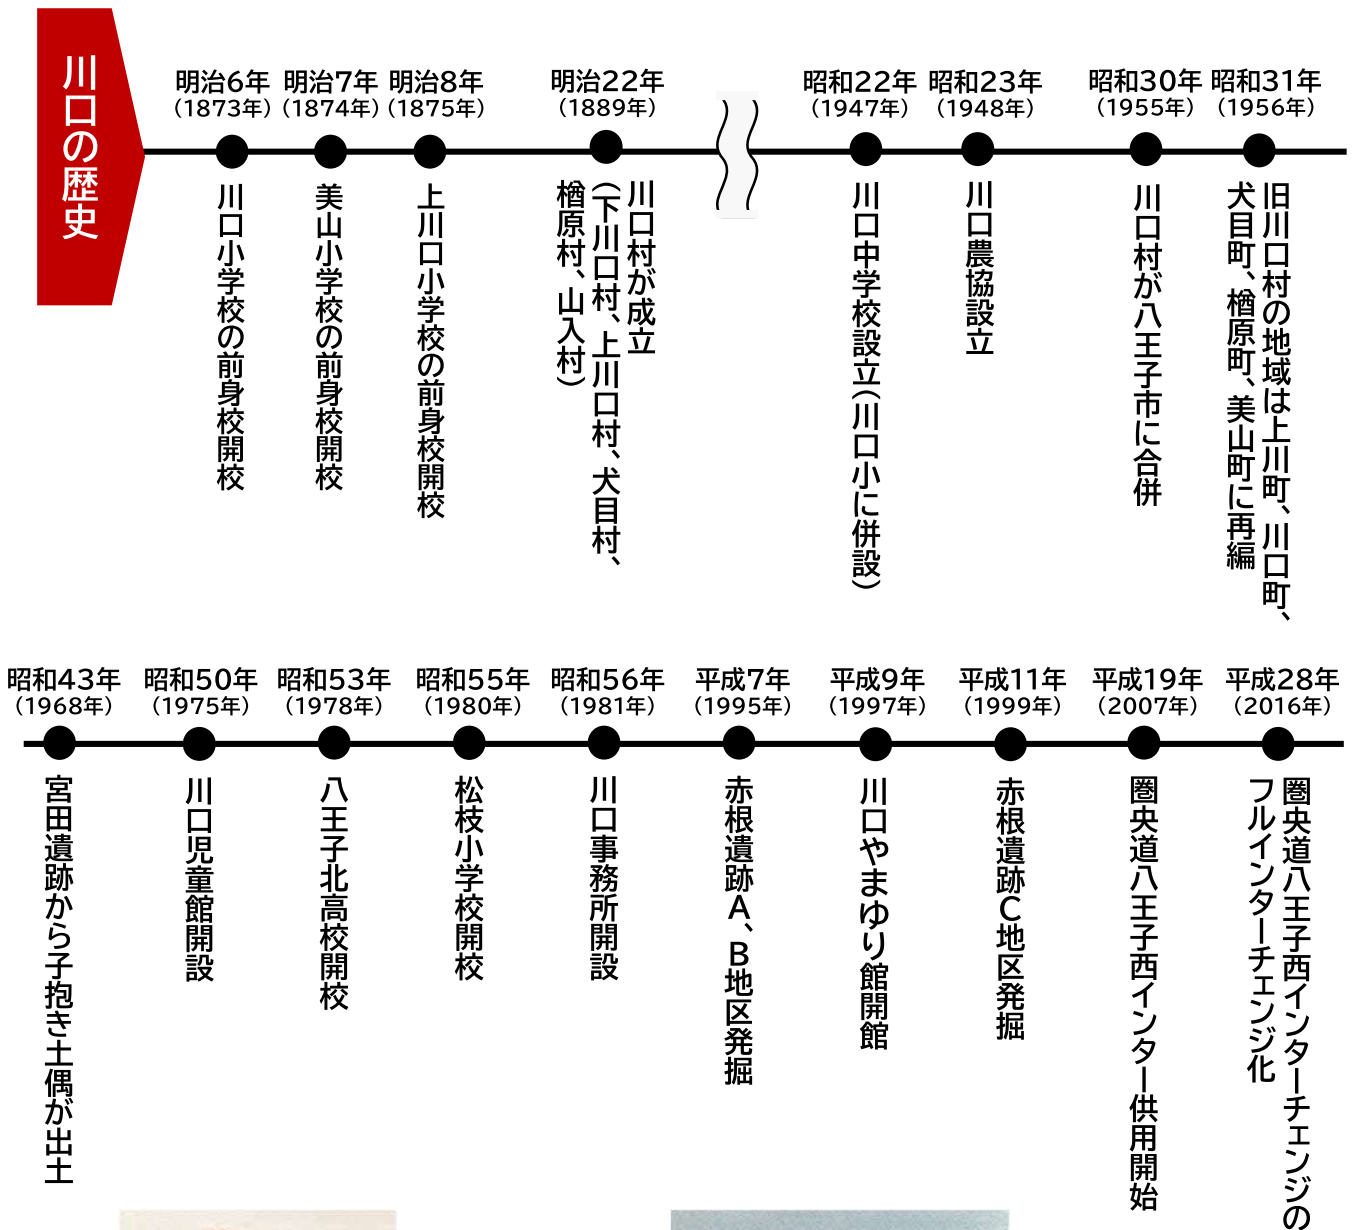 川口の歴史
明治6年
（1873年）
川口小学校の前身校開校
明治7年
（1874年）
美山小学校の前身校開校
明治8年
（1875年）
上川口小学校の前身校開校
明治22年
（1889年）
川口村が成立
（下川口村、上川口村、犬目村、
楢原村、山入村）
昭和22年
（1947年）
川口中学校設立（川口小に併設）
昭和23年
（1948年）
川口農協設立
昭和30年
（1955年）
川口村が八王子市に合併
昭和31年
（1956年）
旧川口村の地域は上川町、川口町、
犬目町、楢原町、美山町に再編
昭和43年
（1968年）
宮田遺跡から子抱き土偶が出土
昭和50年
（1975年）
川口児童館開設
昭和53年
（1978年）
八王子北高校開校
昭和55年
（1980年）
松枝小学校開校
昭和56年
（1981年）
川口事務所開設
平成7年
（1995年）
赤根遺跡A、B地区発掘
平成9年
（1997年）
川口やまゆり館開館
平成11年
（1999年）
赤根遺跡C地区発掘
平成19年
（2007年）
圏央道八王子西インター供用開始
平成28年
（2016年）
圏央道八王子西インターチェンジの
フルインターチェンジ化